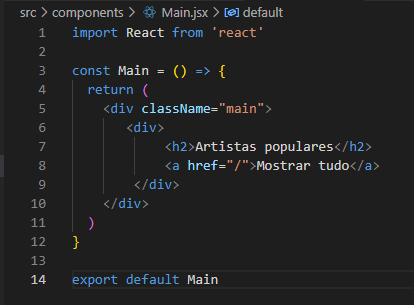 src > components > Main.jsx > default
1 import React from 'react'
2
3 const Main = () => {
4   return (
5     <div className="main">
6       <div>
7           <h2>Artistas populares</h2>
8           <a href="/">Mostrar tudo</a>
9       </div>
10     </div>
11   )
12 }
13
14 export default Main